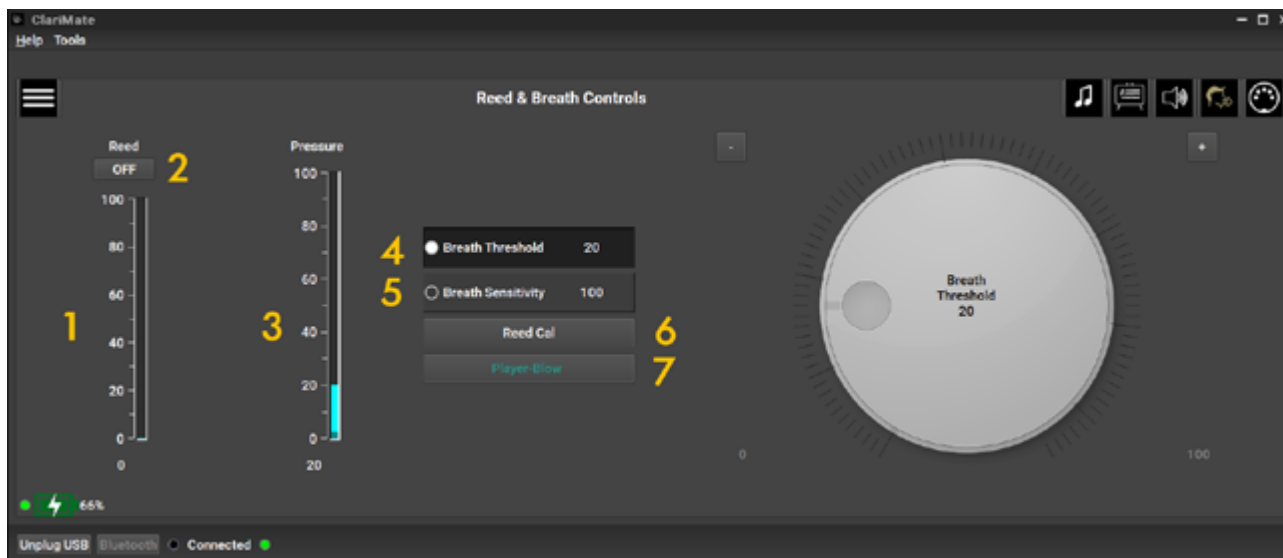 ClariMate
Help Tools
Reed & Breath Controls
Reed
OFF
2
100
80
60
40
20
0
0
1
Pressure
100
80
60
40
20
0
20
3
4
Breath Threshold 20
5
Breath Sensitivity 100
Reed Cal
6
Player-Blow
7
-
+
Breath
Threshold
20
0
100
66%
Unplug USB Bluetooth Connected